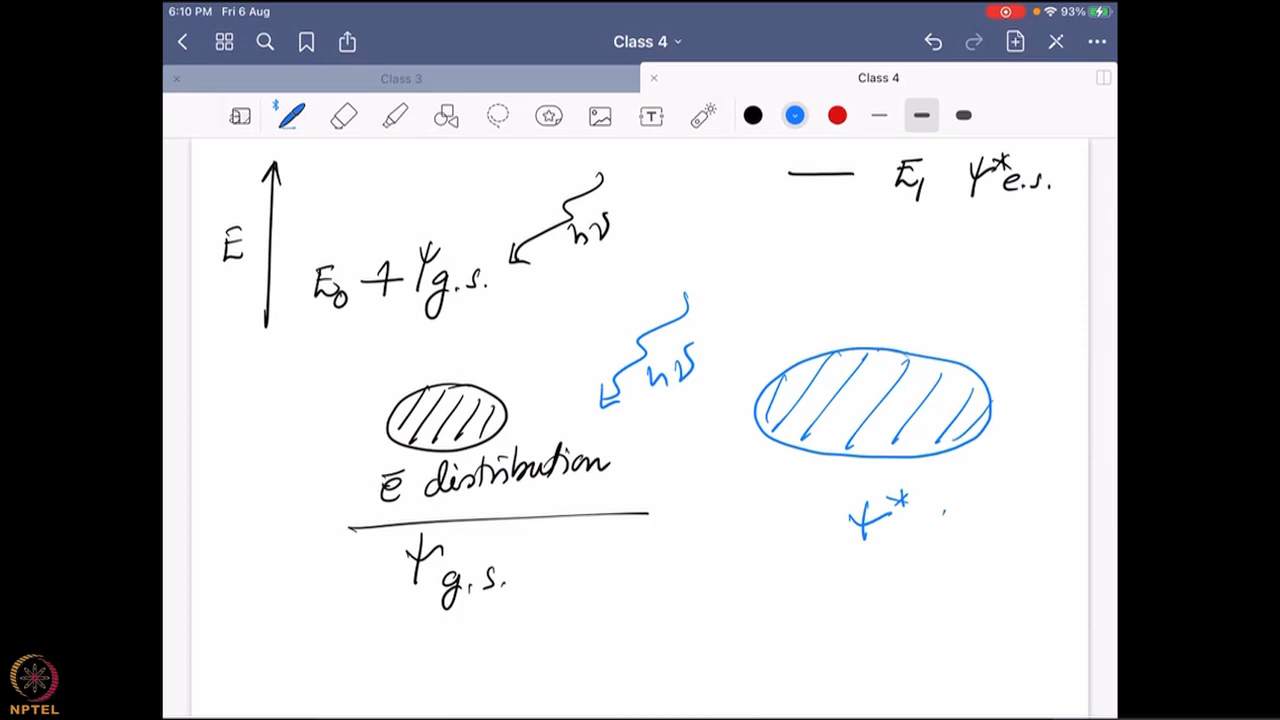 6:10 PM Fri 6 Aug
93%
Class 4
Class 3
Class 4
E
E₀ ψg.s.
hν
E₁ ψ*e.s.
hν
ē distribution
ψg.s.
ψ*
NPTEL